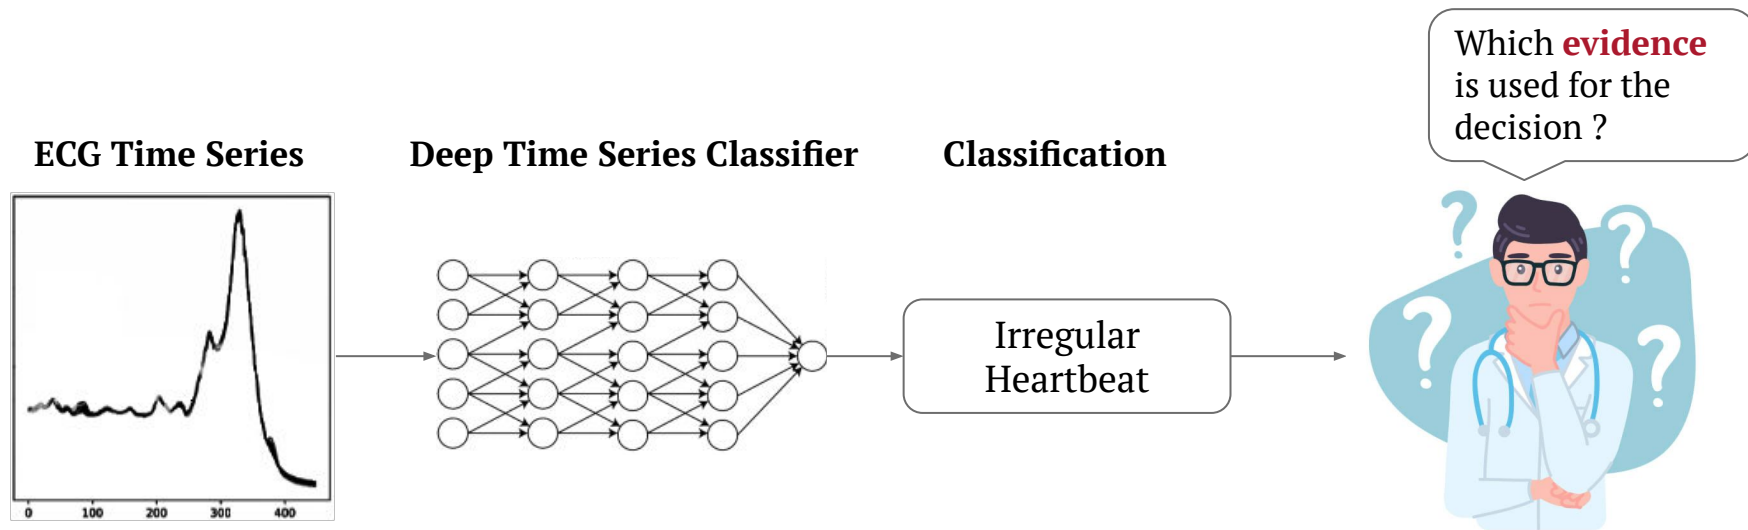 Which evidence
is used for the
decision ?
ECG Time Series
Deep Time Series Classifier
Classification
Irregular
Heartbeat
0 100 200 300 400